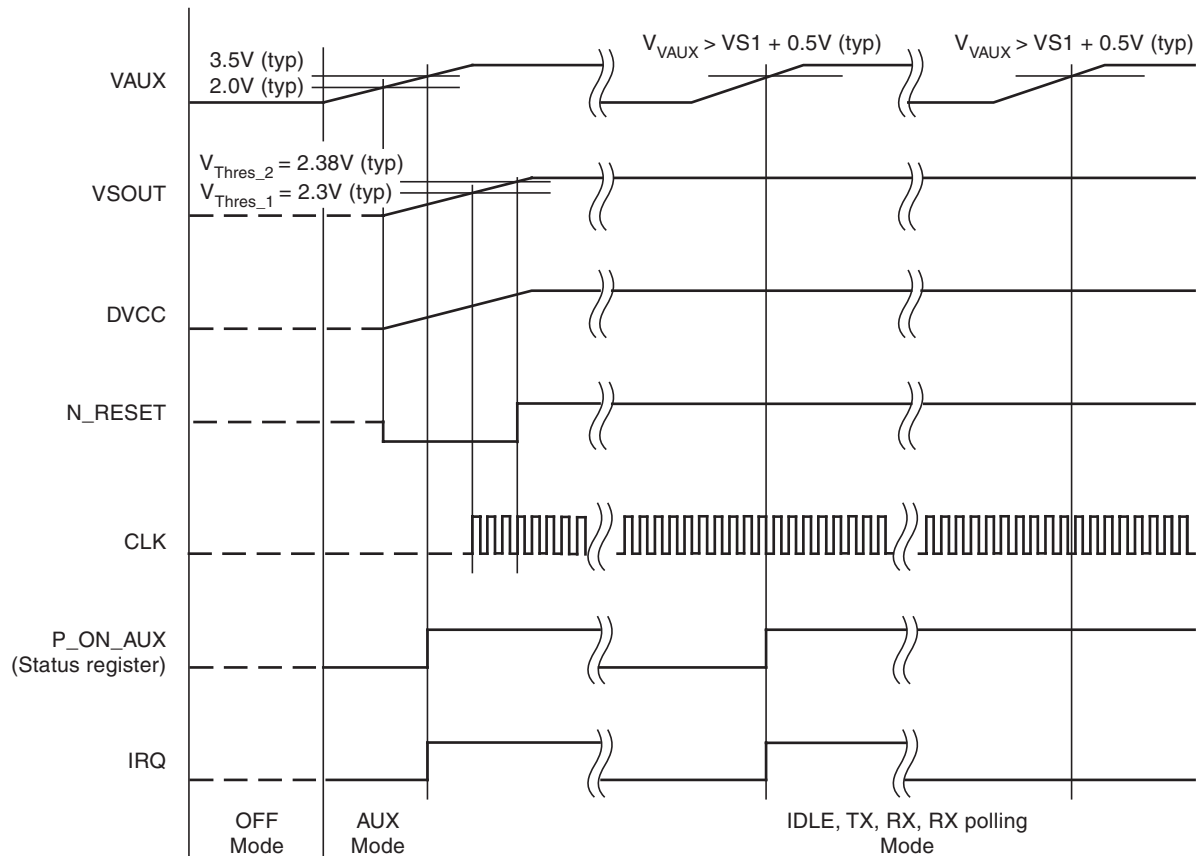 VAUX
3.5V (typ)
2.0V (typ)
V_VAUX > VS1 + 0.5V (typ)
V_VAUX > VS1 + 0.5V (typ)
VSOUT
V_Thres_2 = 2.38V (typ)
V_Thres_1 = 2.3V (typ)
DVCC
N_RESET
CLK
P_ON_AUX
(Status register)
IRQ
OFF
Mode
AUX
Mode
IDLE, TX, RX, RX polling
Mode